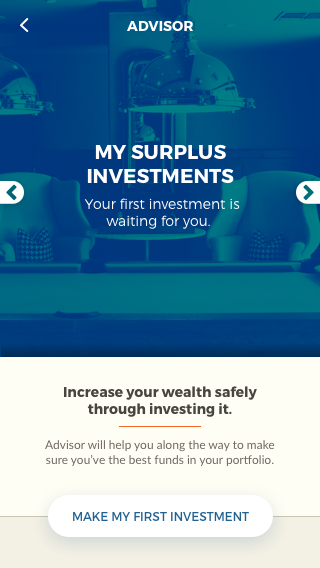 ADVISOR
MY SURPLUS
INVESTMENTS
Your first investment is
waiting for you.
Increase your wealth safely
through investing it.
Advisor will help you along the way to make
sure you've the best funds in your portfolio.
MAKE MY FIRST INVESTMENT